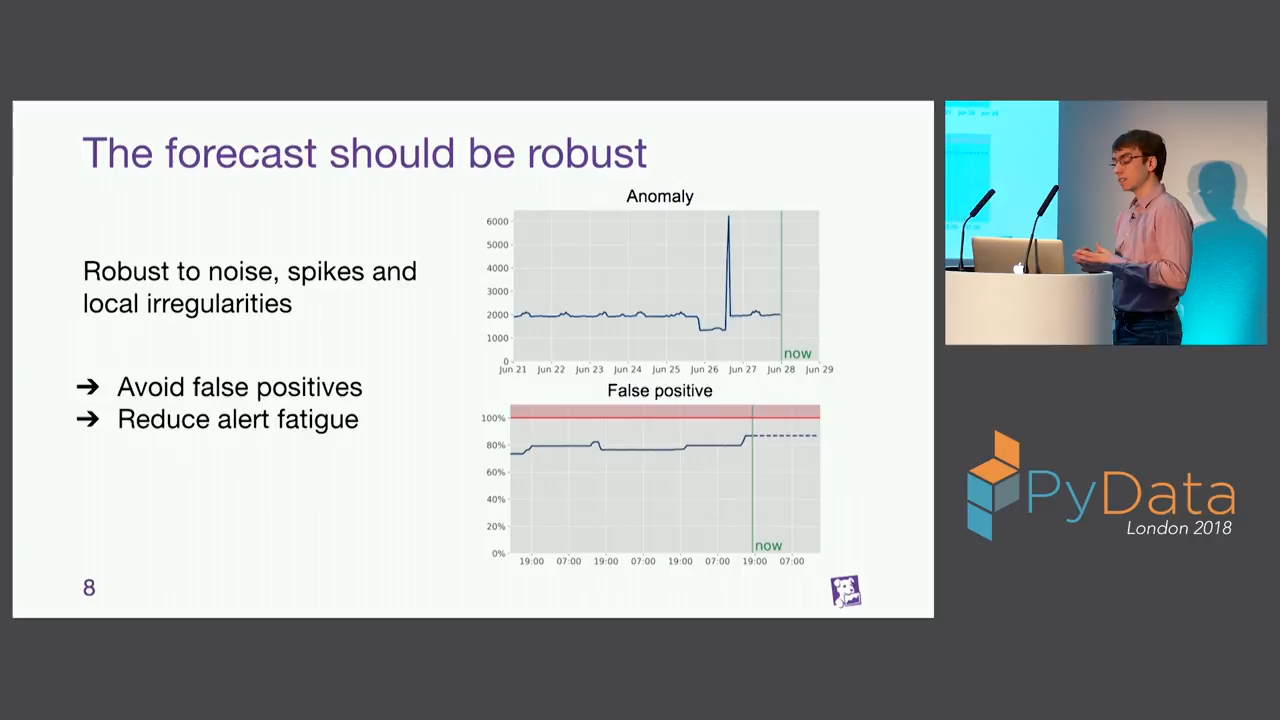 The forecast should be robust
Robust to noise, spikes and
local irregularities
➔ Avoid false positives
➔ Reduce alert fatigue
8
Anomaly
6000
5000
4000
3000
2000
1000
0
now
Jun 21 Jun 22 Jun 23 Jun 24 Jun 25 Jun 26 Jun 27 Jun 28 Jun 29
False positive
100%
80%
60%
40%
20%
0%
now
19:00 07:00 19:00 07:00 19:00 07:00 19:00 07:00
PyData
London 2018